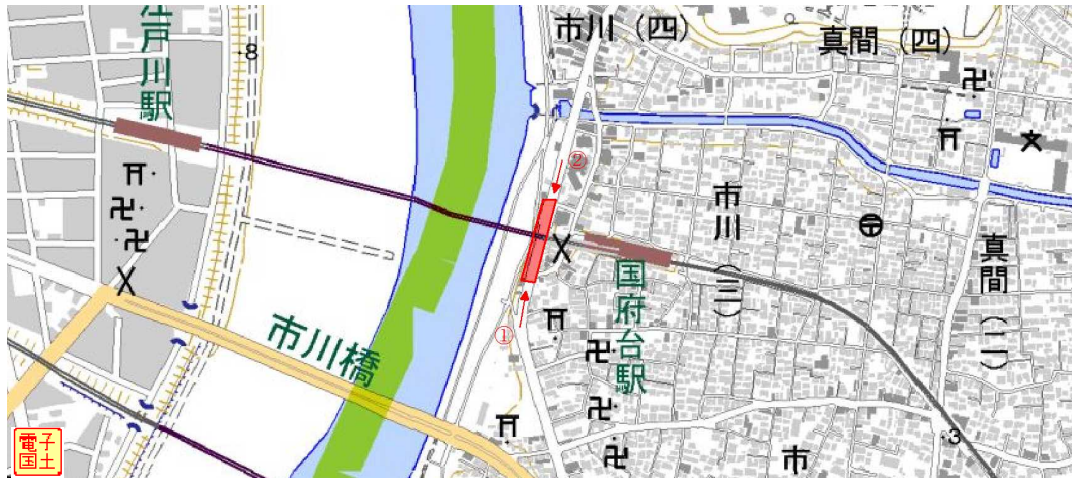 江戸川駅
8
市川(四)
真間(四)
②
市川(三)
真間(二)
国府台駅
①
市川橋
3
市
電子
国土